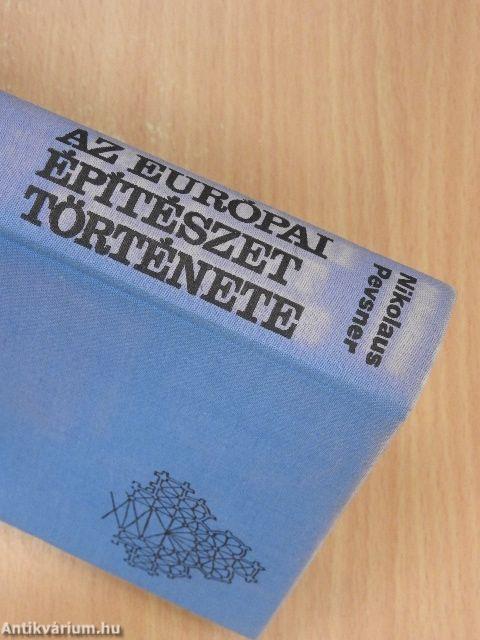 AZ EURÓPAI
ÉPÍTÉSZET
TÖRTÉNETE
Nikolaus
Pevsner
Antikvárium.hu